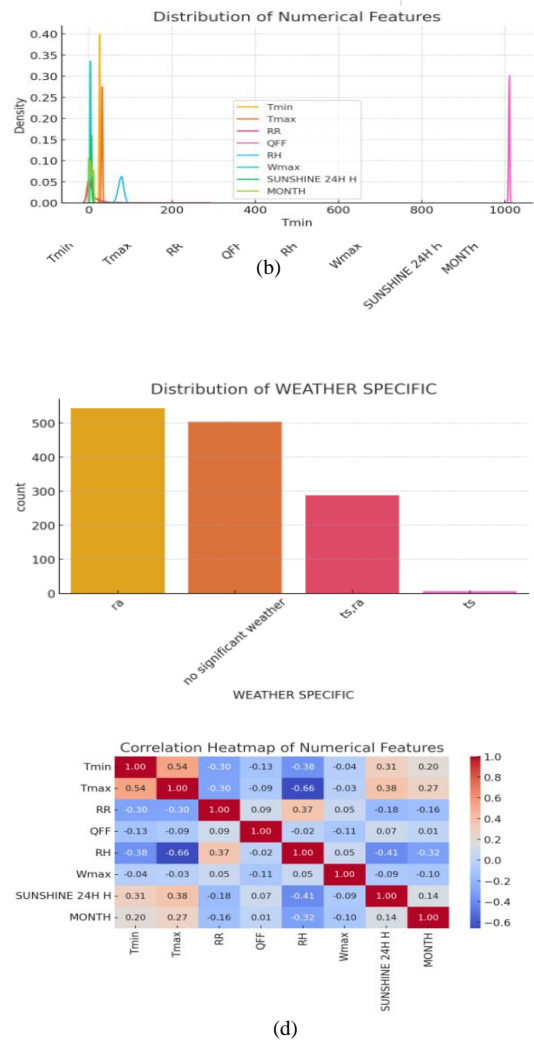 Distribution of Numerical Features
0.40
0.35
0.30
0.25
0.20
0.15
0.10
0.05
0.00
Density
Tmin
Tmax
RR
QFF
RH
Wmax
SUNSHINE 24H H
MONTH
0 200 400 600 800 1000
Tmin
Tmin Tmax RR QFF Rh Wmax SUNSHINE 24H h MONTH
(b)
Distribution of WEATHER SPECIFIC
500
400
300
200
100
0
count
ra no significant weather ts,ra ts
WEATHER SPECIFIC
Correlation Heatmap of Numerical Features
Tmin 1.00 0.54 -0.30 -0.13 -0.38 -0.04 0.31 0.20
Tmax 0.54 1.00 -0.30 -0.09 -0.66 -0.03 0.38 0.27
RR -0.30 -0.30 1.00 0.09 0.37 0.05 -0.18 -0.16
QFF -0.13 -0.09 0.09 1.00 -0.02 -0.11 0.07 0.01
RH -0.38 -0.66 0.37 -0.02 1.00 0.05 -0.41 -0.32
Wmax -0.04 -0.03 0.05 -0.11 0.05 1.00 -0.09 -0.10
SUNSHINE 24H H 0.31 0.38 -0.18 0.07 -0.41 -0.09 1.00 0.14
MONTH 0.20 0.27 -0.16 0.01 -0.32 -0.10 0.14 1.00
Tmin Tmax RR QFF RH Wmax SUNSHINE 24H H MONTH
1.0
0.8
0.6
0.4
0.2
0.0
−0.2
−0.4
−0.6
(d)